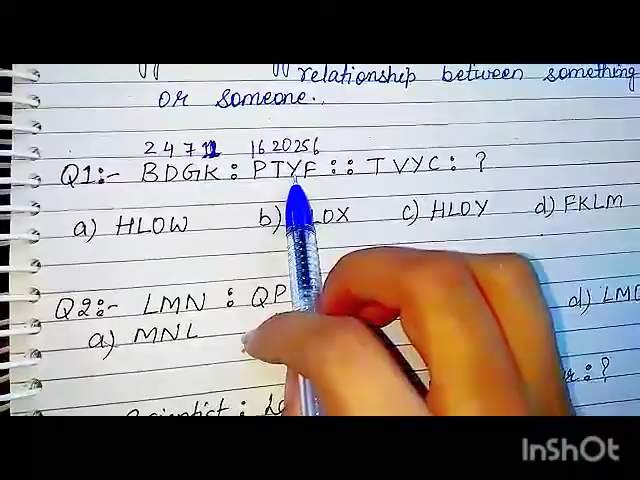 relationship between something
or someone.
2 4 7 11 16 20 25 6
Q1:- BDGK : PTYF :: TVYC : ?
a) HLOW b) LOX c) HLOY d) FKLM
Q2:- LMN : QP d) LM
a) MNL
: ?
InShOt